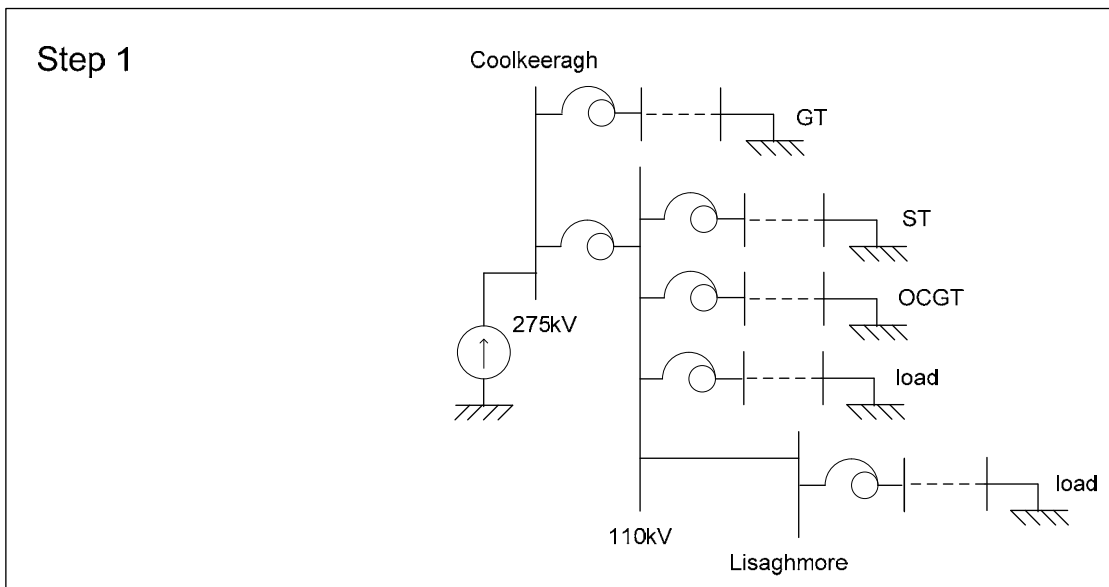 Step 1
Coolkeeragh
GT
ST
275kV
OCGT
load
load
110kV
Lisaghmore